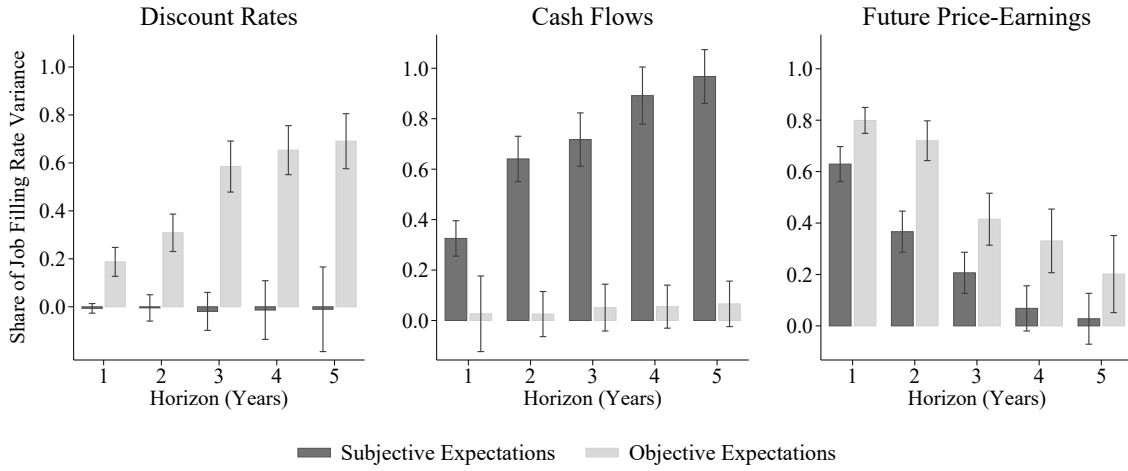 Discount Rates
Cash Flows
Future Price-Earnings
Share of Job Filling Rate Variance
1.0
0.8
0.6
0.4
0.2
0.0
1 2 3 4 5
Horizon (Years)
1.0
0.8
0.6
0.4
0.2
0.0
1 2 3 4 5
Horizon (Years)
1.0
0.8
0.6
0.4
0.2
0.0
1 2 3 4 5
Horizon (Years)
Subjective Expectations
Objective Expectations